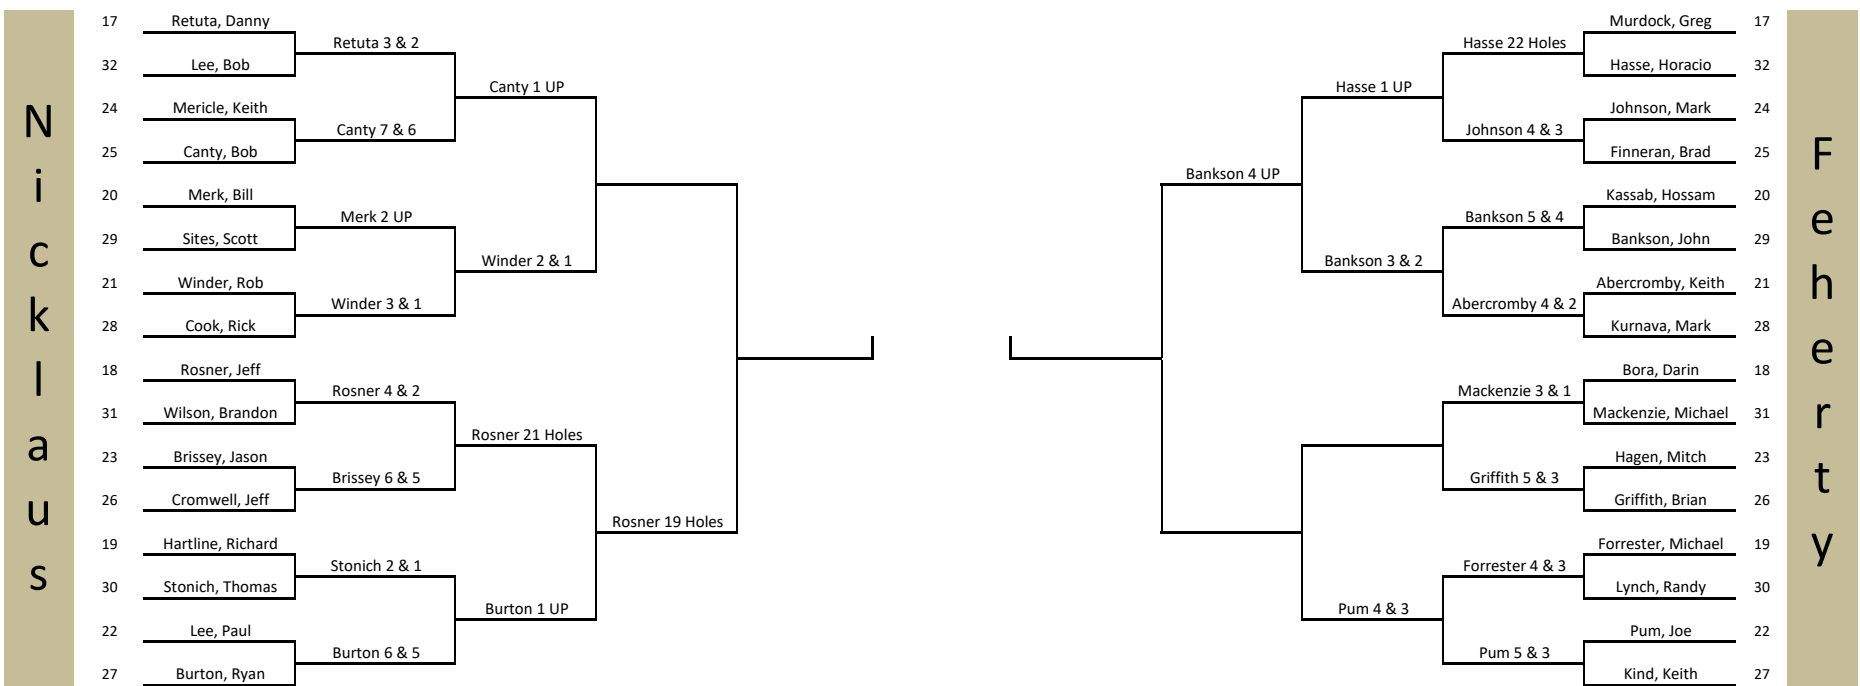 Nicklaus
17 Retuta, Danny
32 Lee, Bob
24 Mericle, Keith
25 Canty, Bob
20 Merk, Bill
29 Sites, Scott
21 Winder, Rob
28 Cook, Rick
18 Rosner, Jeff
31 Wilson, Brandon
23 Brissey, Jason
26 Cromwell, Jeff
19 Hartline, Richard
30 Stonich, Thomas
22 Lee, Paul
27 Burton, Ryan
Retuta 3 & 2
Canty 7 & 6
Merk 2 UP
Winder 3 & 1
Rosner 4 & 2
Brissey 6 & 5
Stonich 2 & 1
Burton 6 & 5
Canty 1 UP
Winder 2 & 1
Rosner 21 Holes
Burton 1 UP
Rosner 19 Holes
Bankson 4 UP
Hasse 1 UP
Bankson 3 & 2
Pum 4 & 3
Hasse 22 Holes
Johnson 4 & 3
Bankson 5 & 4
Abercromby 4 & 2
Mackenzie 3 & 1
Griffith 5 & 3
Forrester 4 & 3
Pum 5 & 3
Murdock, Greg 17
Hasse, Horacio 32
Johnson, Mark 24
Finneran, Brad 25
Kassab, Hossam 20
Bankson, John 29
Abercromby, Keith 21
Kurnava, Mark 28
Bora, Darin 18
Mackenzie, Michael 31
Hagen, Mitch 23
Griffith, Brian 26
Forrester, Michael 19
Lynch, Randy 30
Pum, Joe 22
Kind, Keith 27
Feherty